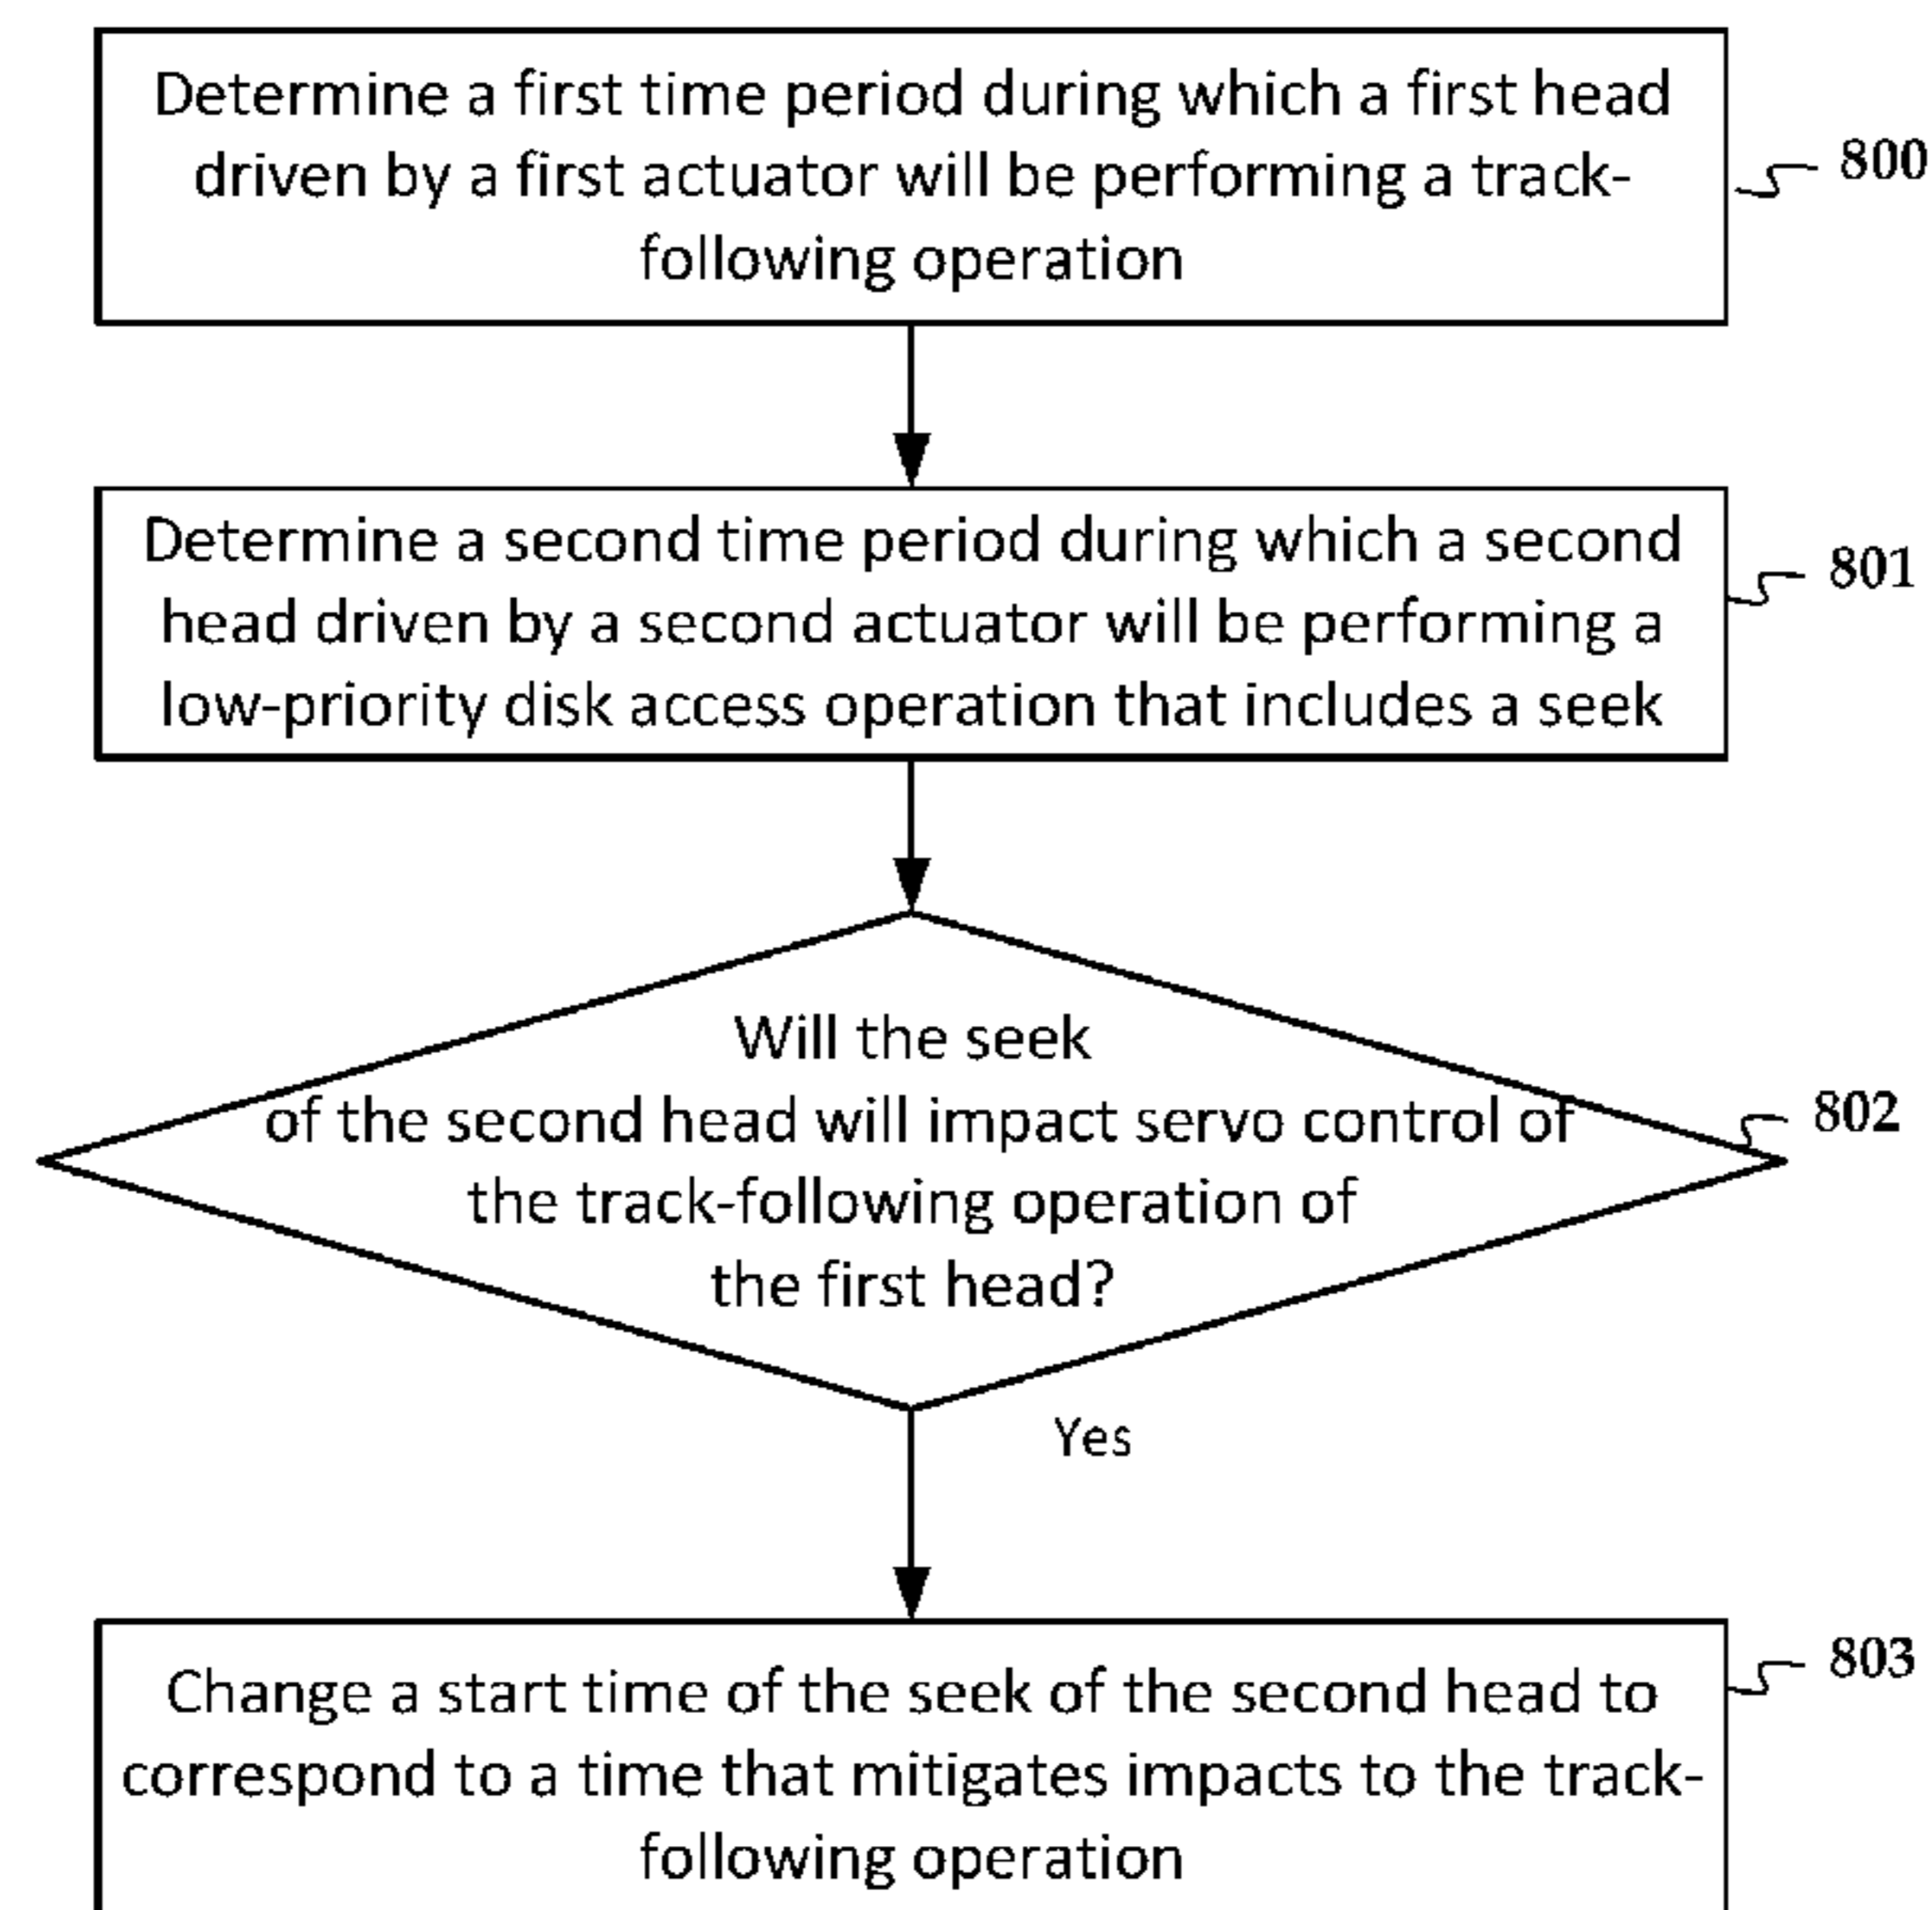 Determine a first time period during which a first head
driven by a first actuator will be performing a track-
following operation
800
Determine a second time period during which a second
head driven by a second actuator will be performing a
low-priority disk access operation that includes a seek
801
Will the seek
of the second head will impact servo control of
the track-following operation of
the first head?
802
Yes
Change a start time of the seek of the second head to
correspond to a time that mitigates impacts to the track-
following operation
803